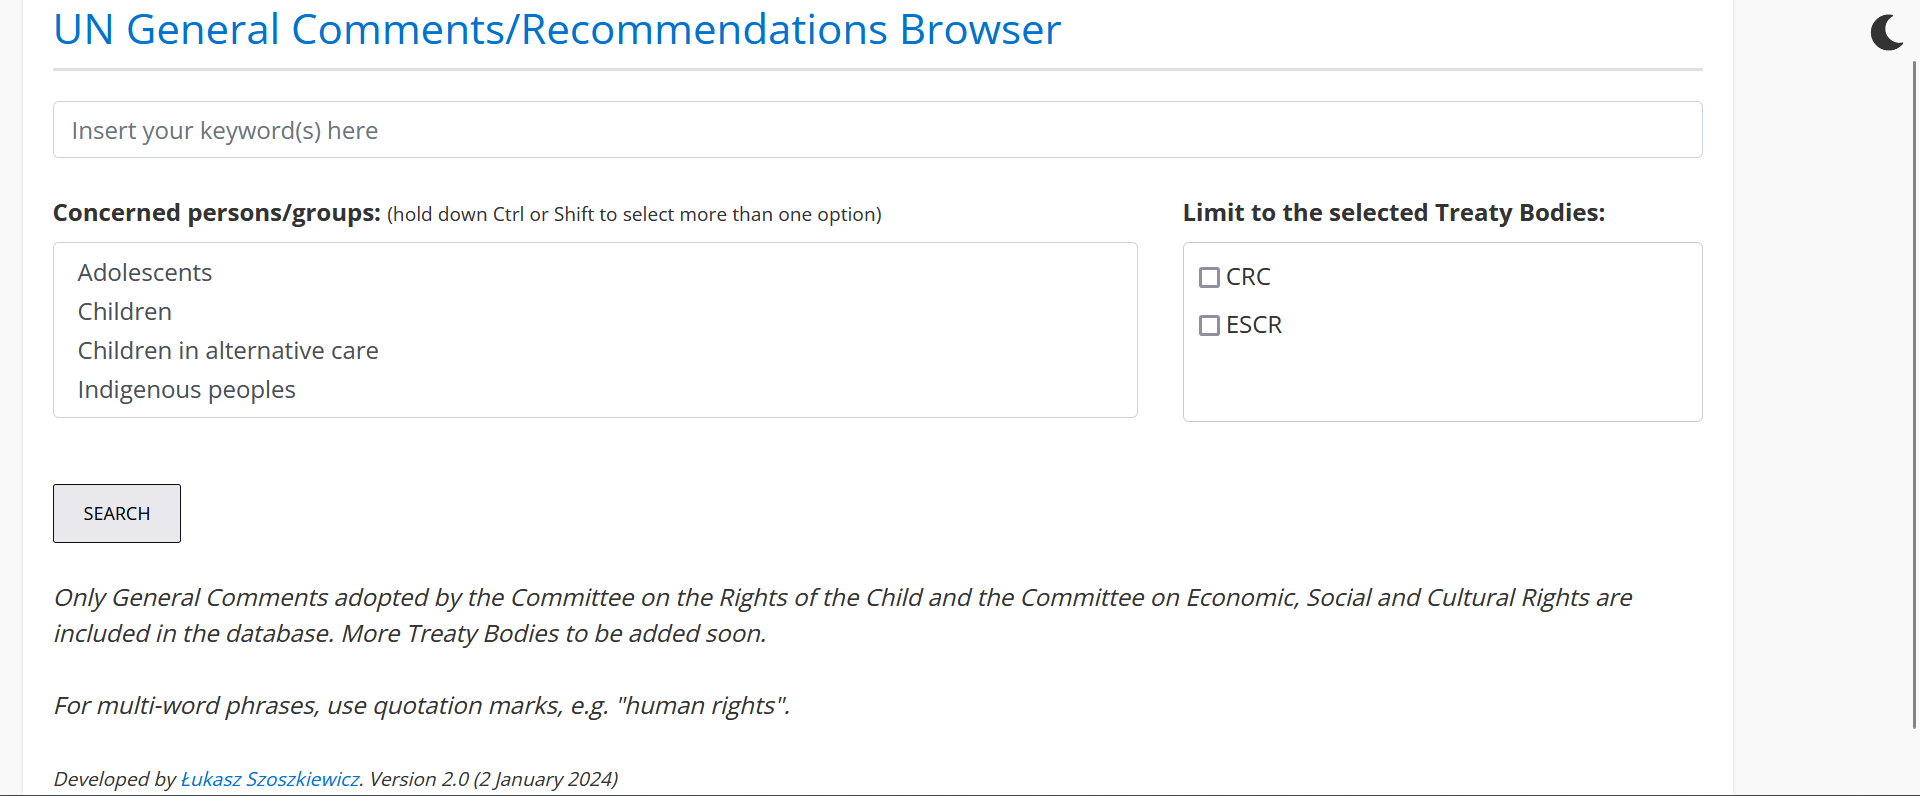 UN General Comments/Recommendations Browser
Insert your keyword(s) here
Concerned persons/groups: (hold down Ctrl or Shift to select more than one option)
Adolescents
Children
Children in alternative care
Indigenous peoples
Limit to the selected Treaty Bodies:
CRC
ESCR
SEARCH
Only General Comments adopted by the Committee on the Rights of the Child and the Committee on Economic, Social and Cultural Rights are
included in the database. More Treaty Bodies to be added soon.
For multi-word phrases, use quotation marks, e.g. "human rights".
Developed by Łukasz Szoszkiewicz. Version 2.0 (2 January 2024)